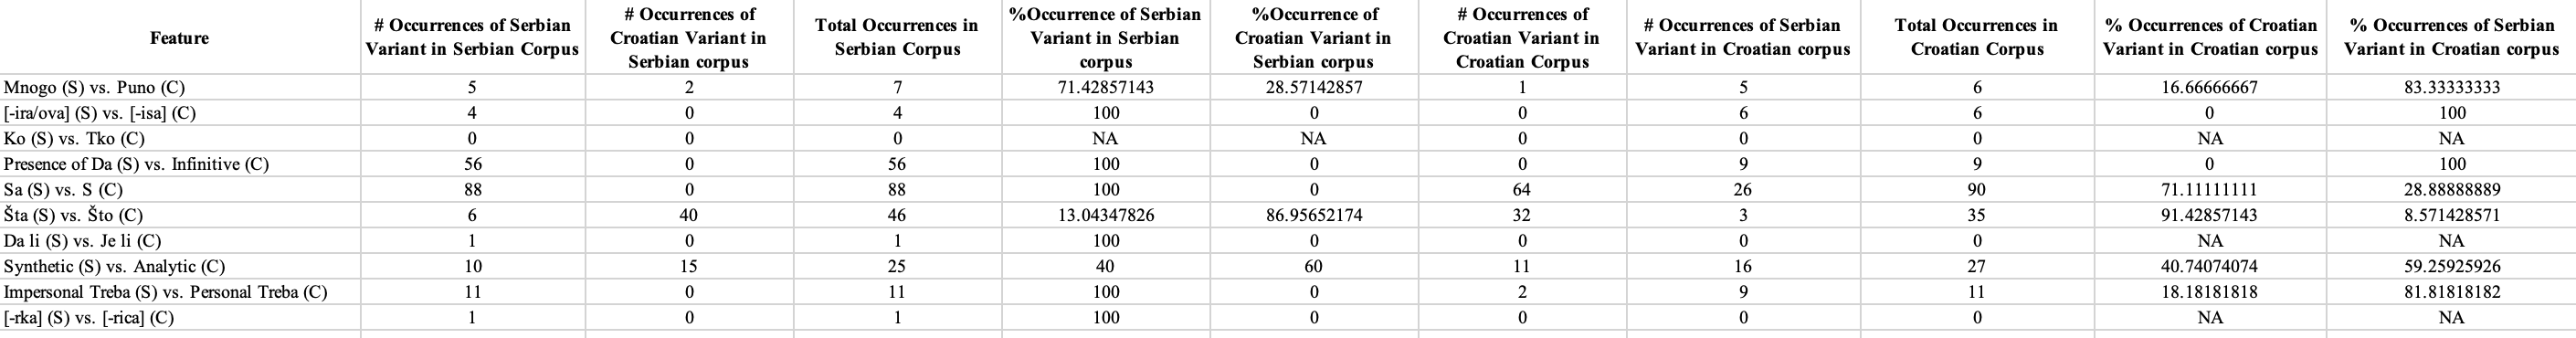 Feature | # Occurrences of Serbian Variant in Serbian Corpus | # Occurrences of Croatian Variant in Serbian corpus | Total Occurrences in Serbian Corpus | %Occurrence of Serbian Variant in Serbian corpus | %Occurrence of Croatian Variant in Serbian corpus | # Occurrences of Croatian Variant in Croatian Corpus | # Occurrences of Serbian Variant in Croatian corpus | Total Occurrences in Croatian Corpus | % Occurrences of Croatian Variant in Croatian corpus | % Occurrences of Serbian Variant in Croatian corpus
Mnogo (S) vs. Puno (C) | 5 | 2 | 7 | 71.42857143 | 28.57142857 | 1 | 5 | 6 | 16.66666667 | 83.33333333
[-ira/ova] (S) vs. [-isa] (C) | 4 | 0 | 4 | 100 | 0 | 0 | 6 | 6 | 0 | 100
Ko (S) vs. Tko (C) | 0 | 0 | 0 | NA | NA | 0 | 0 | 0 | NA | NA
Presence of Da (S) vs. Infinitive (C) | 56 | 0 | 56 | 100 | 0 | 0 | 9 | 9 | 0 | 100
Sa (S) vs. S (C) | 88 | 0 | 88 | 100 | 0 | 64 | 26 | 90 | 71.11111111 | 28.88888889
Šta (S) vs. Što (C) | 6 | 40 | 46 | 13.04347826 | 86.95652174 | 32 | 3 | 35 | 91.42857143 | 8.571428571
Da li (S) vs. Je li (C) | 1 | 0 | 1 | 100 | 0 | 0 | 0 | 0 | NA | NA
Synthetic (S) vs. Analytic (C) | 10 | 15 | 25 | 40 | 60 | 11 | 16 | 27 | 40.74074074 | 59.25925926
Impersonal Treba (S) vs. Personal Treba (C) | 11 | 0 | 11 | 100 | 0 | 2 | 9 | 11 | 18.18181818 | 81.81818182
[-rka] (S) vs. [-rica] (C) | 1 | 0 | 1 | 100 | 0 | 0 | 0 | 0 | NA | NA